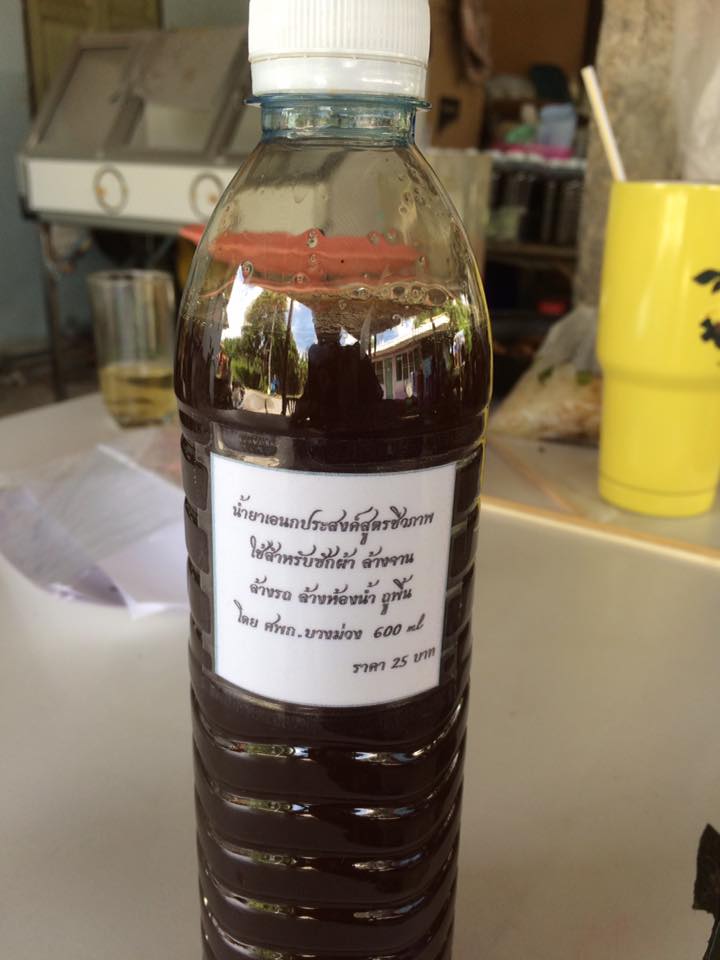 น้ำยาเอนกประสงค์สูตรชีวภาพ
ใช้สำหรับซักผ้า ล้างจาน
ล้างรถ ล้างห้องน้ำ ถูพื้น
โดย ศพก.บางม่วง 600 ml
ราคา 25 บาท